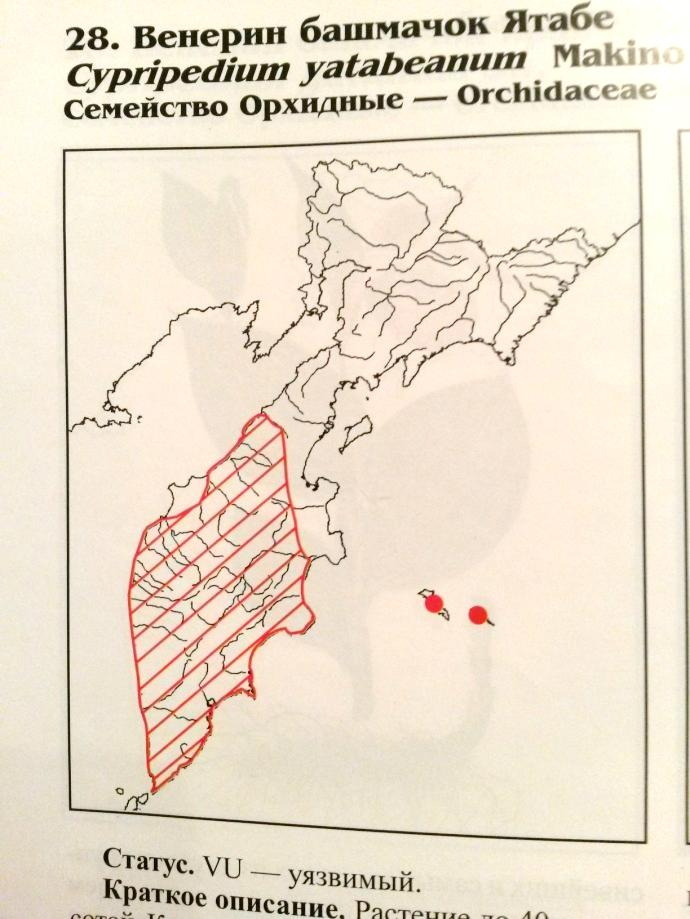 28. Венерин башмачок Ятабе
Cypripedium yatabeanum Makino
Семейство Орхидные — Orchidaceae
Статус. VU — уязвимый.
Краткое описание. Растение до 40